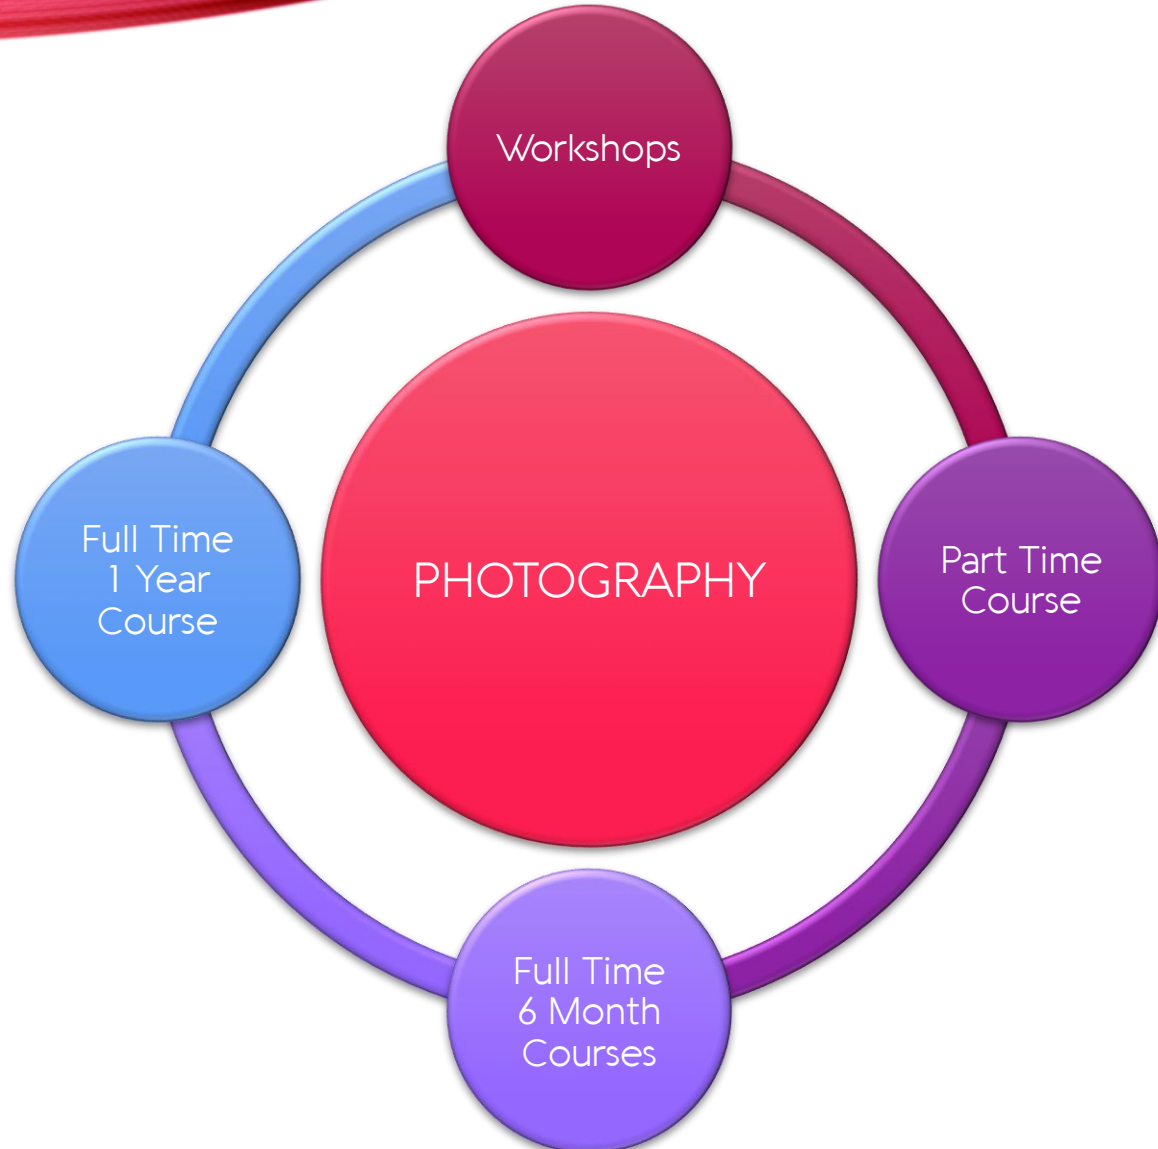 Workshops
PHOTOGRAPHY
Part Time
Course
Full Time
6 Month
Courses
Full Time
1 Year
Course